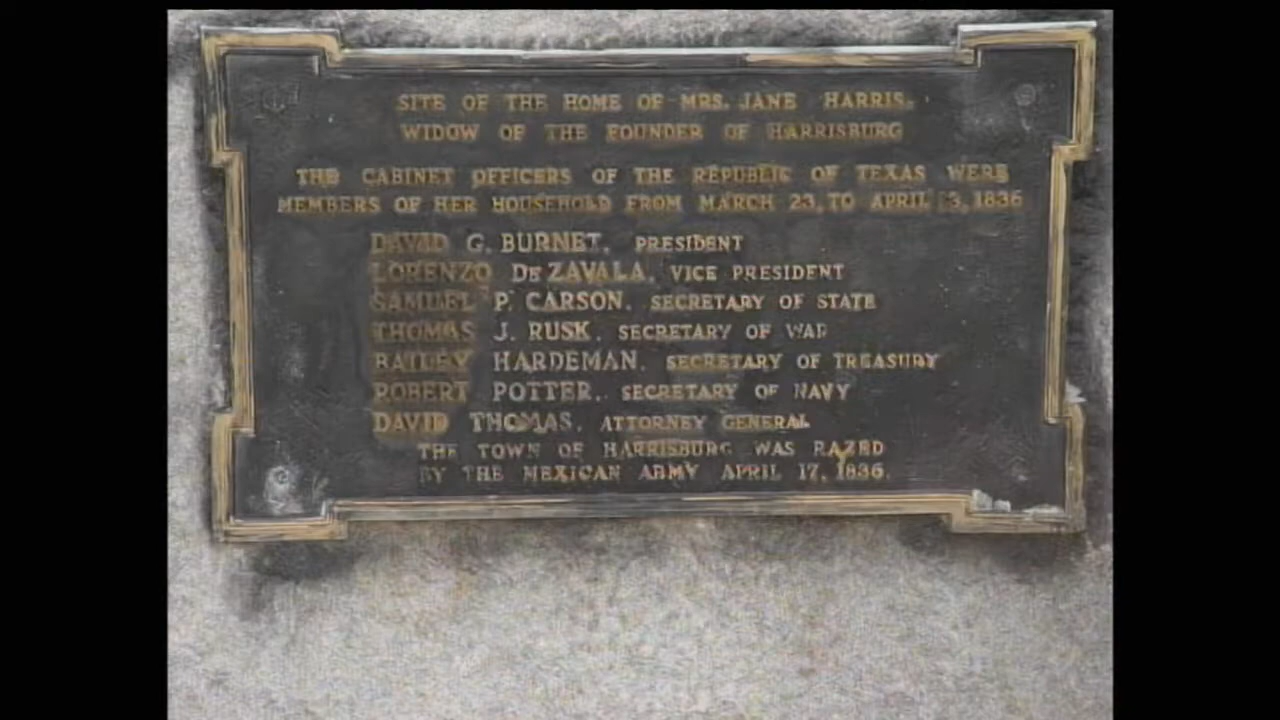 SITE OF THE HOME OF MRS. JANE HARRIS,
WIDOW OF THE FOUNDER OF HARRISBURG
THE CABINET OFFICERS OF THE REPUBLIC OF TEXAS WERE
MEMBERS OF HER HOUSEHOLD FROM MARCH 23, TO APRIL 13, 1836
DAVID G. BURNET, PRESIDENT
LORENZO DE ZAVALA, VICE PRESIDENT
SAMUEL P. CARSON, SECRETARY OF STATE
THOMAS J. RUSK, SECRETARY OF WAR
BAILEY HARDEMAN, SECRETARY OF TREASURY
ROBERT POTTER, SECRETARY OF NAVY
DAVID THOMAS, ATTORNEY GENERAL
THE TOWN OF HARRISBURG WAS RAZED
BY THE MEXICAN ARMY APRIL 17, 1836.